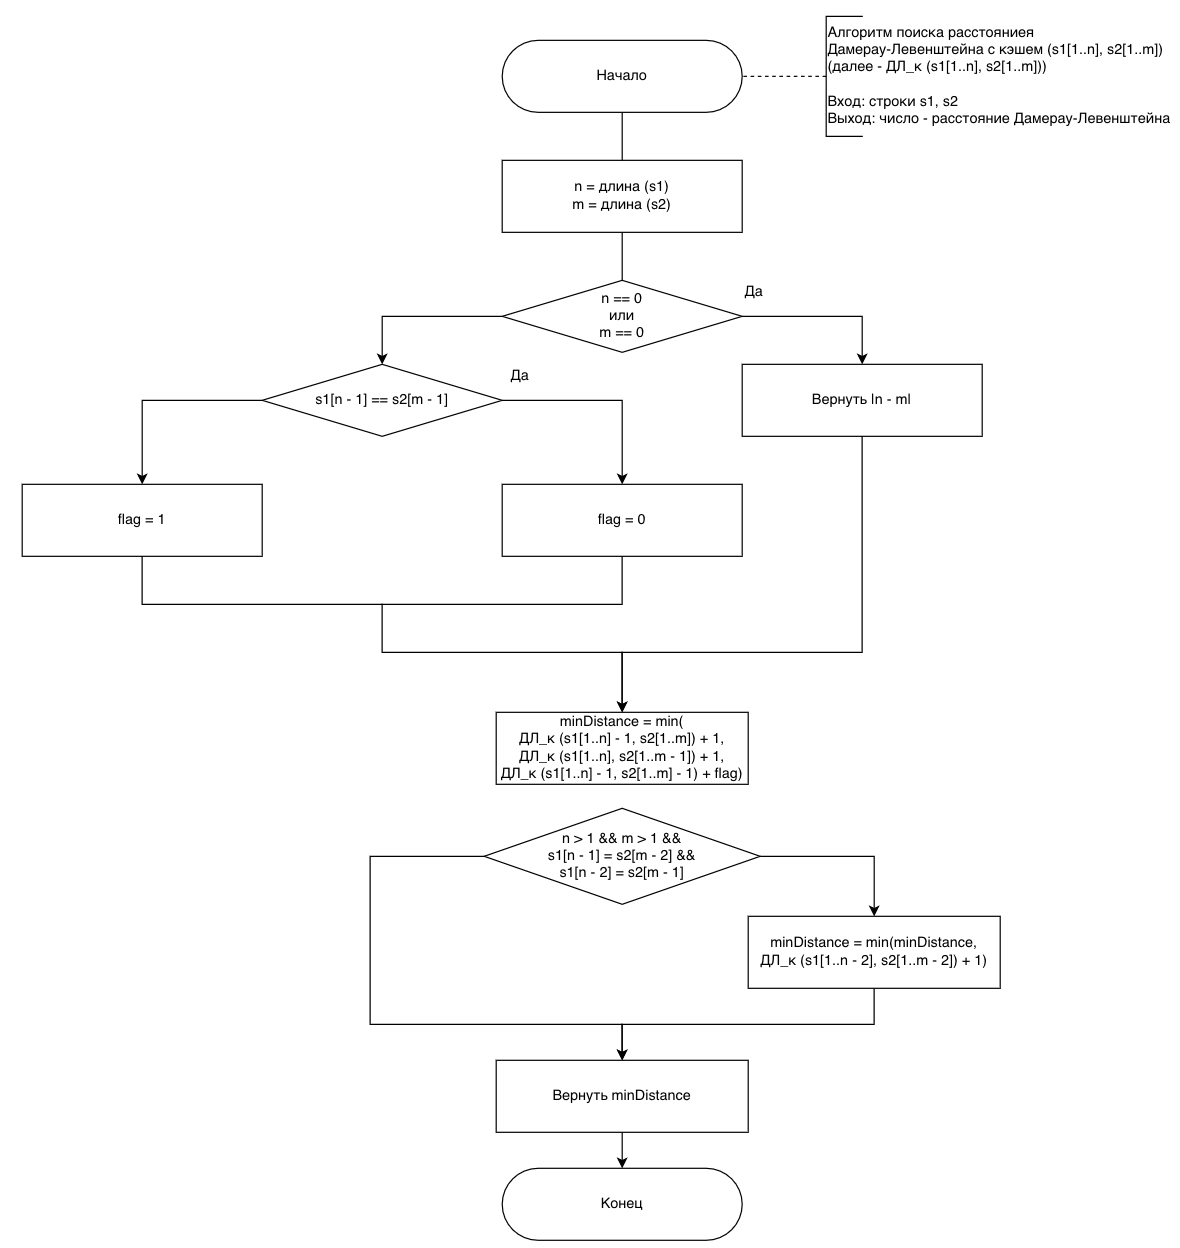 Начало
Алгоритм поиска расстояниея
Дамерау-Левенштейна с кэшем (s1[1..n], s2[1..m])
(далее - ДЛ_к (s1[1..n], s2[1..m]))
Вход: строки s1, s2
Выход: число - расстояние Дамерау-Левенштейна
n = длина (s1)
m = длина (s2)
n == 0
или
m == 0
Да
s1[n - 1] == s2[m - 1]
Да
Вернуть |n - m|
flag = 1
flag = 0
minDistance = min(
ДЛ_к (s1[1..n] - 1, s2[1..m]) + 1,
ДЛ_к (s1[1..n], s2[1..m - 1]) + 1,
ДЛ_к (s1[1..n] - 1, s2[1..m] - 1) + flag)
n > 1 && m > 1 &&
s1[n - 1] = s2[m - 2] &&
s1[n - 2] = s2[m - 1]
minDistance = min(minDistance,
ДЛ_к (s1[1..n - 2], s2[1..m - 2]) + 1)
Вернуть minDistance
Конец